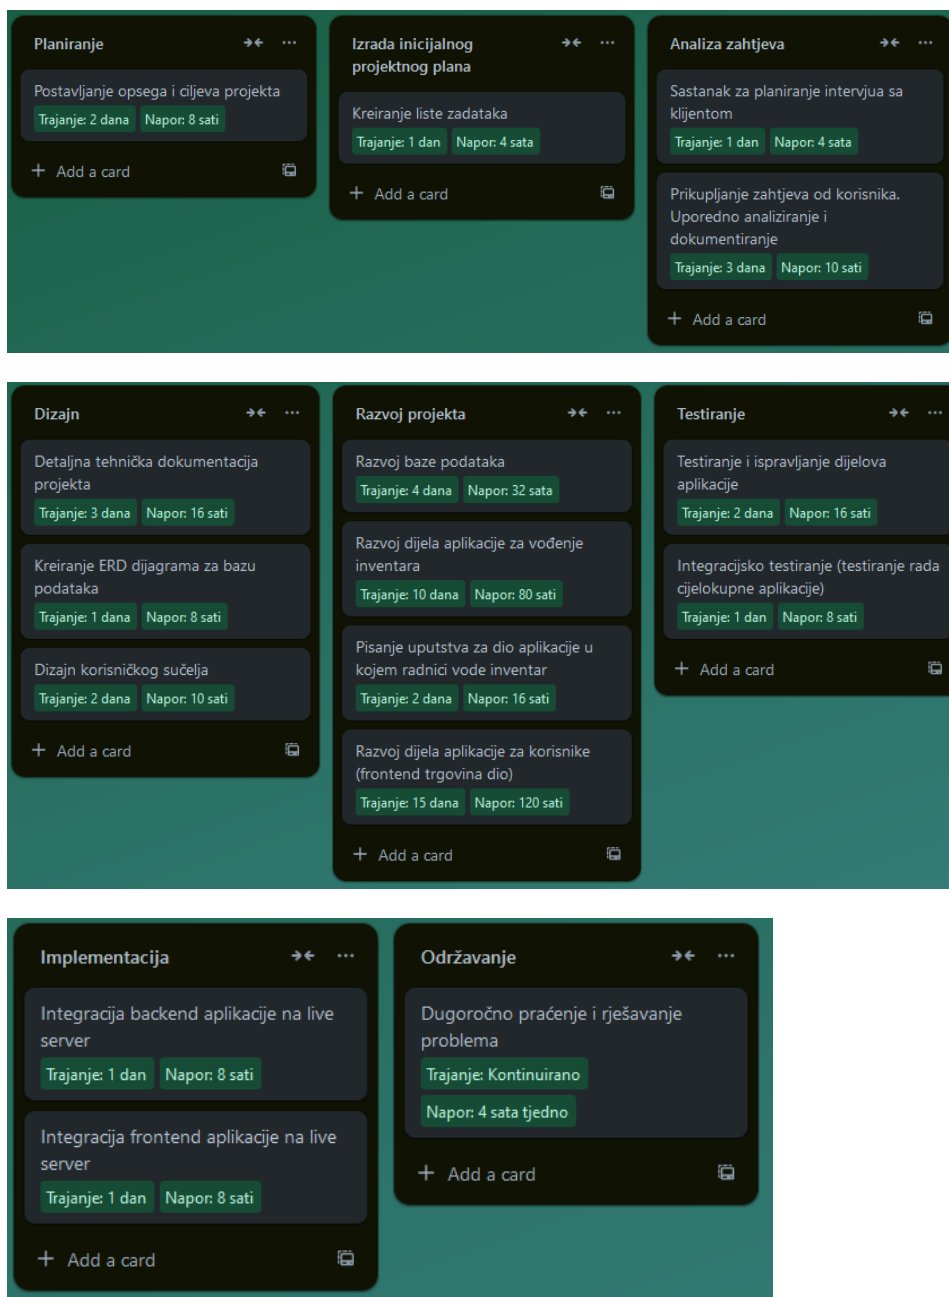 Planiranje
Postavljanje opsega i ciljeva projekta
Trajanje: 2 dana Napor: 8 sati
+ Add a card
Izrada inicijalnog
projektnog plana
Kreiranje liste zadataka
Trajanje: 1 dan Napor: 4 sata
+ Add a card
Analiza zahtjeva
Sastanak za planiranje intervjua sa
klijentom
Trajanje: 1 dan Napor: 4 sata
Prikupljanje zahtjeva od korisnika.
Uporedno analiziranje i
dokumentiranje
Trajanje: 3 dana Napor: 10 sati
+ Add a card
Dizajn
Detaljna tehnička dokumentacija
projekta
Trajanje: 3 dana Napor: 16 sati
Kreiranje ERD dijagrama za bazu
podataka
Trajanje: 1 dana Napor: 8 sati
Dizajn korisničkog sučelja
Trajanje: 2 dana Napor: 10 sati
+ Add a card
Razvoj projekta
Razvoj baze podataka
Trajanje: 4 dana Napor: 32 sata
Razvoj dijela aplikacije za vođenje
inventara
Trajanje: 10 dana Napor: 80 sati
Pisanje uputstva za dio aplikacije u
kojem radnici vode inventar
Trajanje: 2 dana Napor: 16 sati
Razvoj dijela aplikacije za korisnike
(frontend trgovina dio)
Trajanje: 15 dana Napor: 120 sati
+ Add a card
Testiranje
Testiranje i ispravljanje dijelova
aplikacije
Trajanje: 2 dana Napor: 16 sati
Integracijsko testiranje (testiranje rada
cijelokupne aplikacije)
Trajanje: 1 dan Napor: 8 sati
+ Add a card
Implementacija
Integracija backend aplikacije na live
server
Trajanje: 1 dan Napor: 8 sati
Integracija frontend aplikacije na live
server
Trajanje: 1 dan Napor: 8 sati
+ Add a card
Održavanje
Dugoročno praćenje i rješavanje
problema
Trajanje: Kontinuirano
Napor: 4 sata tjedno
+ Add a card